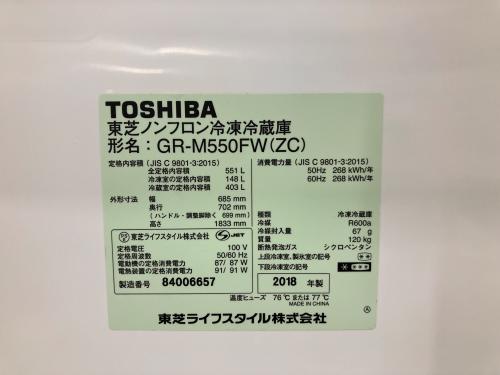 TOSHIBA
東芝ノンフロン冷凍冷蔵庫
形名：GR-M550FW(ZC)
定格内容積 (JIS C 9801-3:2015)
全定格内容積 551 L
冷凍室の定格内容積 148 L
冷蔵室の定格内容積 403 L
外形寸法 幅 685 mm
奥行 702 mm
(ハンドル・調整脚除く 699 mm)
高さ 1833 mm
東芝ライフスタイル株式会社 JET
定格電圧 100 V
定格周波数 50/60 Hz
電動機の定格消費電力 87/ 87 W
電熱装置の定格消費電力 91/ 91 W
製造番号 84006657
消費電力量 (JIS C 9801-3:2015)
50Hz 268 kWh/年
60Hz 268 kWh/年
種類 冷凍冷蔵庫
冷媒 R600a
冷媒封入量 67 g
質量 120 kg
断熱発泡ガス シクロペンタン
上段冷凍室、製氷室の記号
下段冷凍室の記号
2018 年製
温度ヒューズ 76℃ または 77℃
MADE IN CHINA
東芝ライフスタイル株式会社
Ⓐ